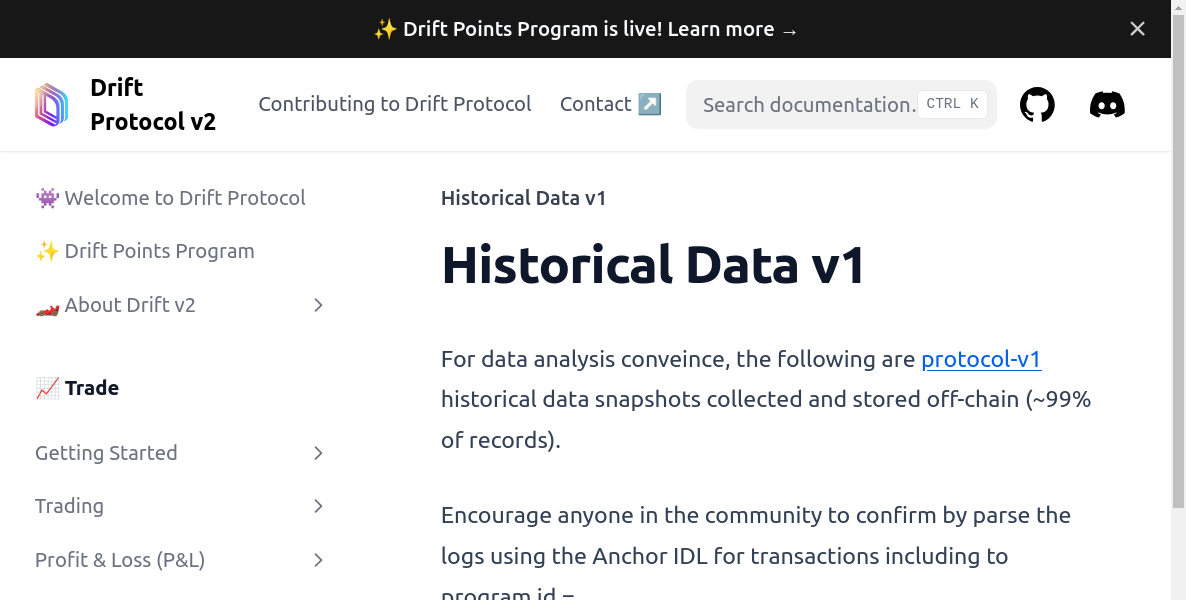 ✨ Drift Points Program is live! Learn more →
Drift
Protocol v2
Contributing to Drift Protocol
Contact ↗️
Search documentation.
CTRL K
👾 Welcome to Drift Protocol
✨ Drift Points Program
🏎️ About Drift v2
📈 Trade
Getting Started
Trading
Profit & Loss (P&L)
Historical Data v1
Historical Data v1
For data analysis conveince, the following are protocol-v1
historical data snapshots collected and stored off-chain (~99%
of records).
Encourage anyone in the community to confirm by parse the
logs using the Anchor IDL for transactions including to
program id =